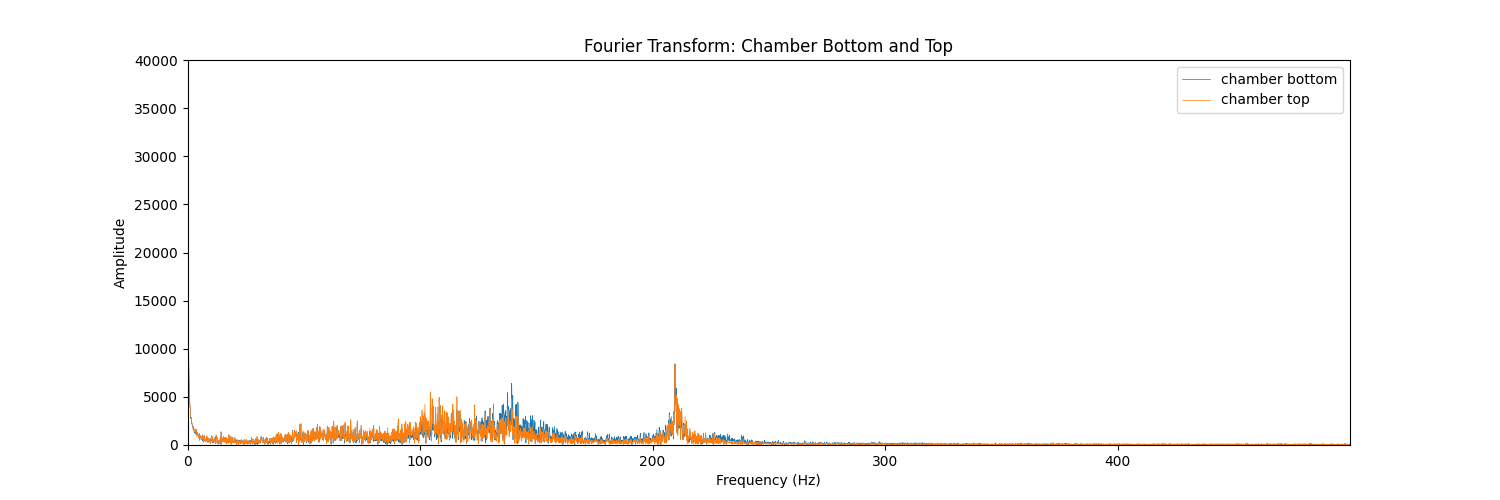 Fourier Transform: Chamber Bottom and Top
40000
35000
30000
25000
20000
15000
10000
5000
0
Amplitude
chamber bottom
chamber top
0
100
200
300
400
Frequency (Hz)